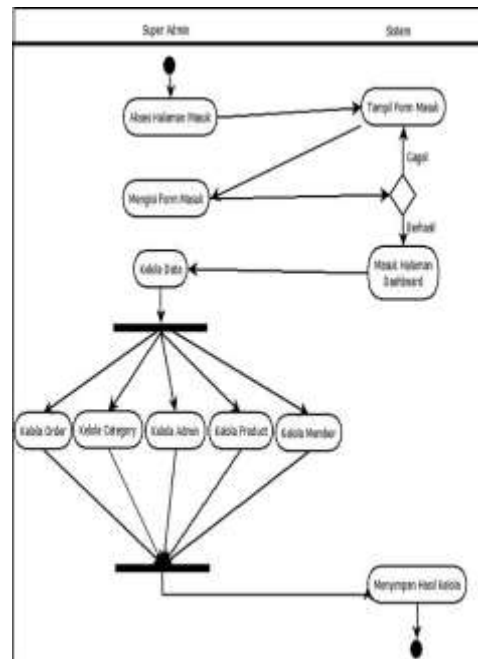 Super Admin
Sistem
Akses Halaman Masuk
Tampil Form Masuk
Gagal
Mengisi Form Masuk
Berhasil
Kelola Data
Masuk Halaman
Dashboard
Kelola Order
Kelola Category
Kelola Admin
Kelola Product
Kelola Member
Menyimpan Hasil Kelola